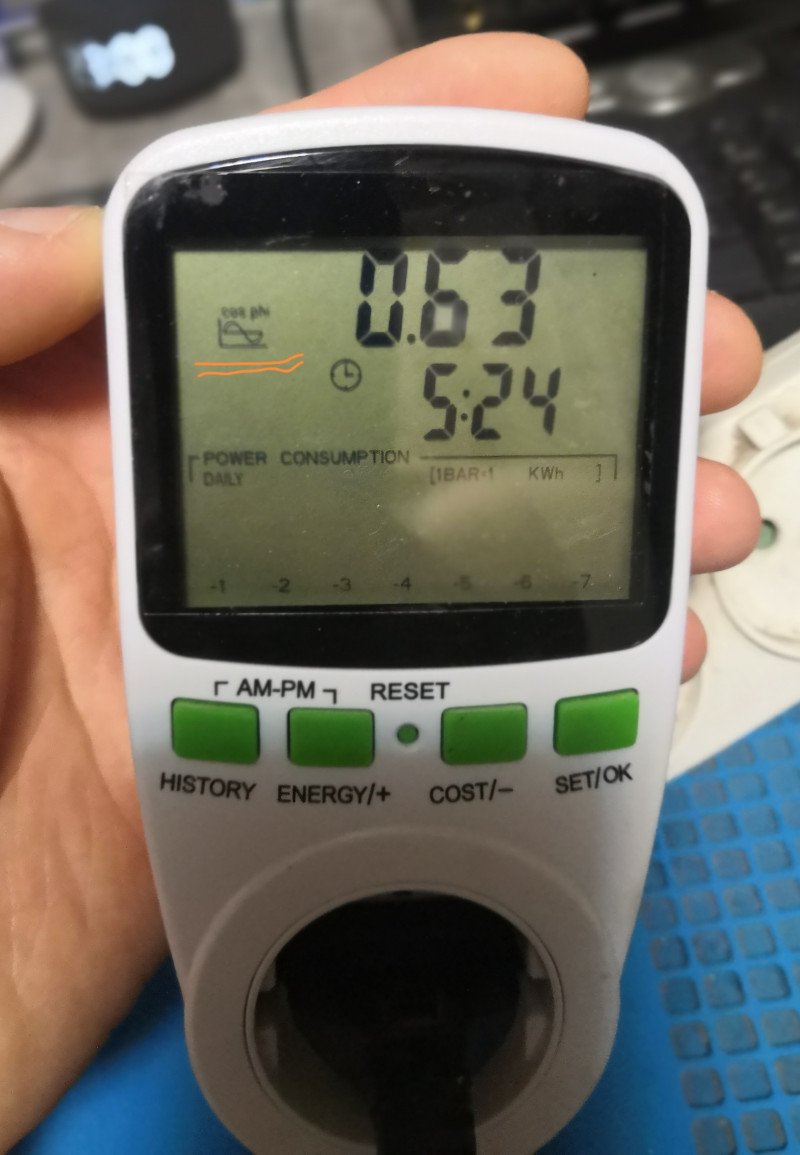 0.63
cos phi
5:24
POWER CONSUMPTION
DAILY [1BAR=1 KWh ]
-1 -2 -3 -4 -5 -6 -7
AM-PM RESET
HISTORY ENERGY/+ COST/− SET/OK